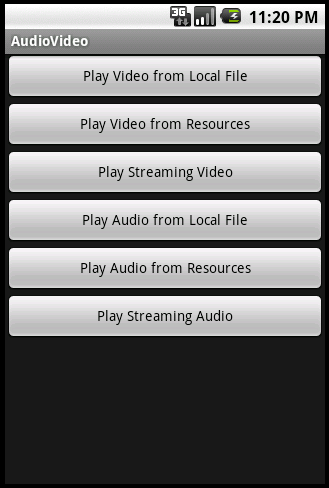 3G 11:20 PM
AudioVideo
Play Video from Local File
Play Video from Resources
Play Streaming Video
Play Audio from Local File
Play Audio from Resources
Play Streaming Audio